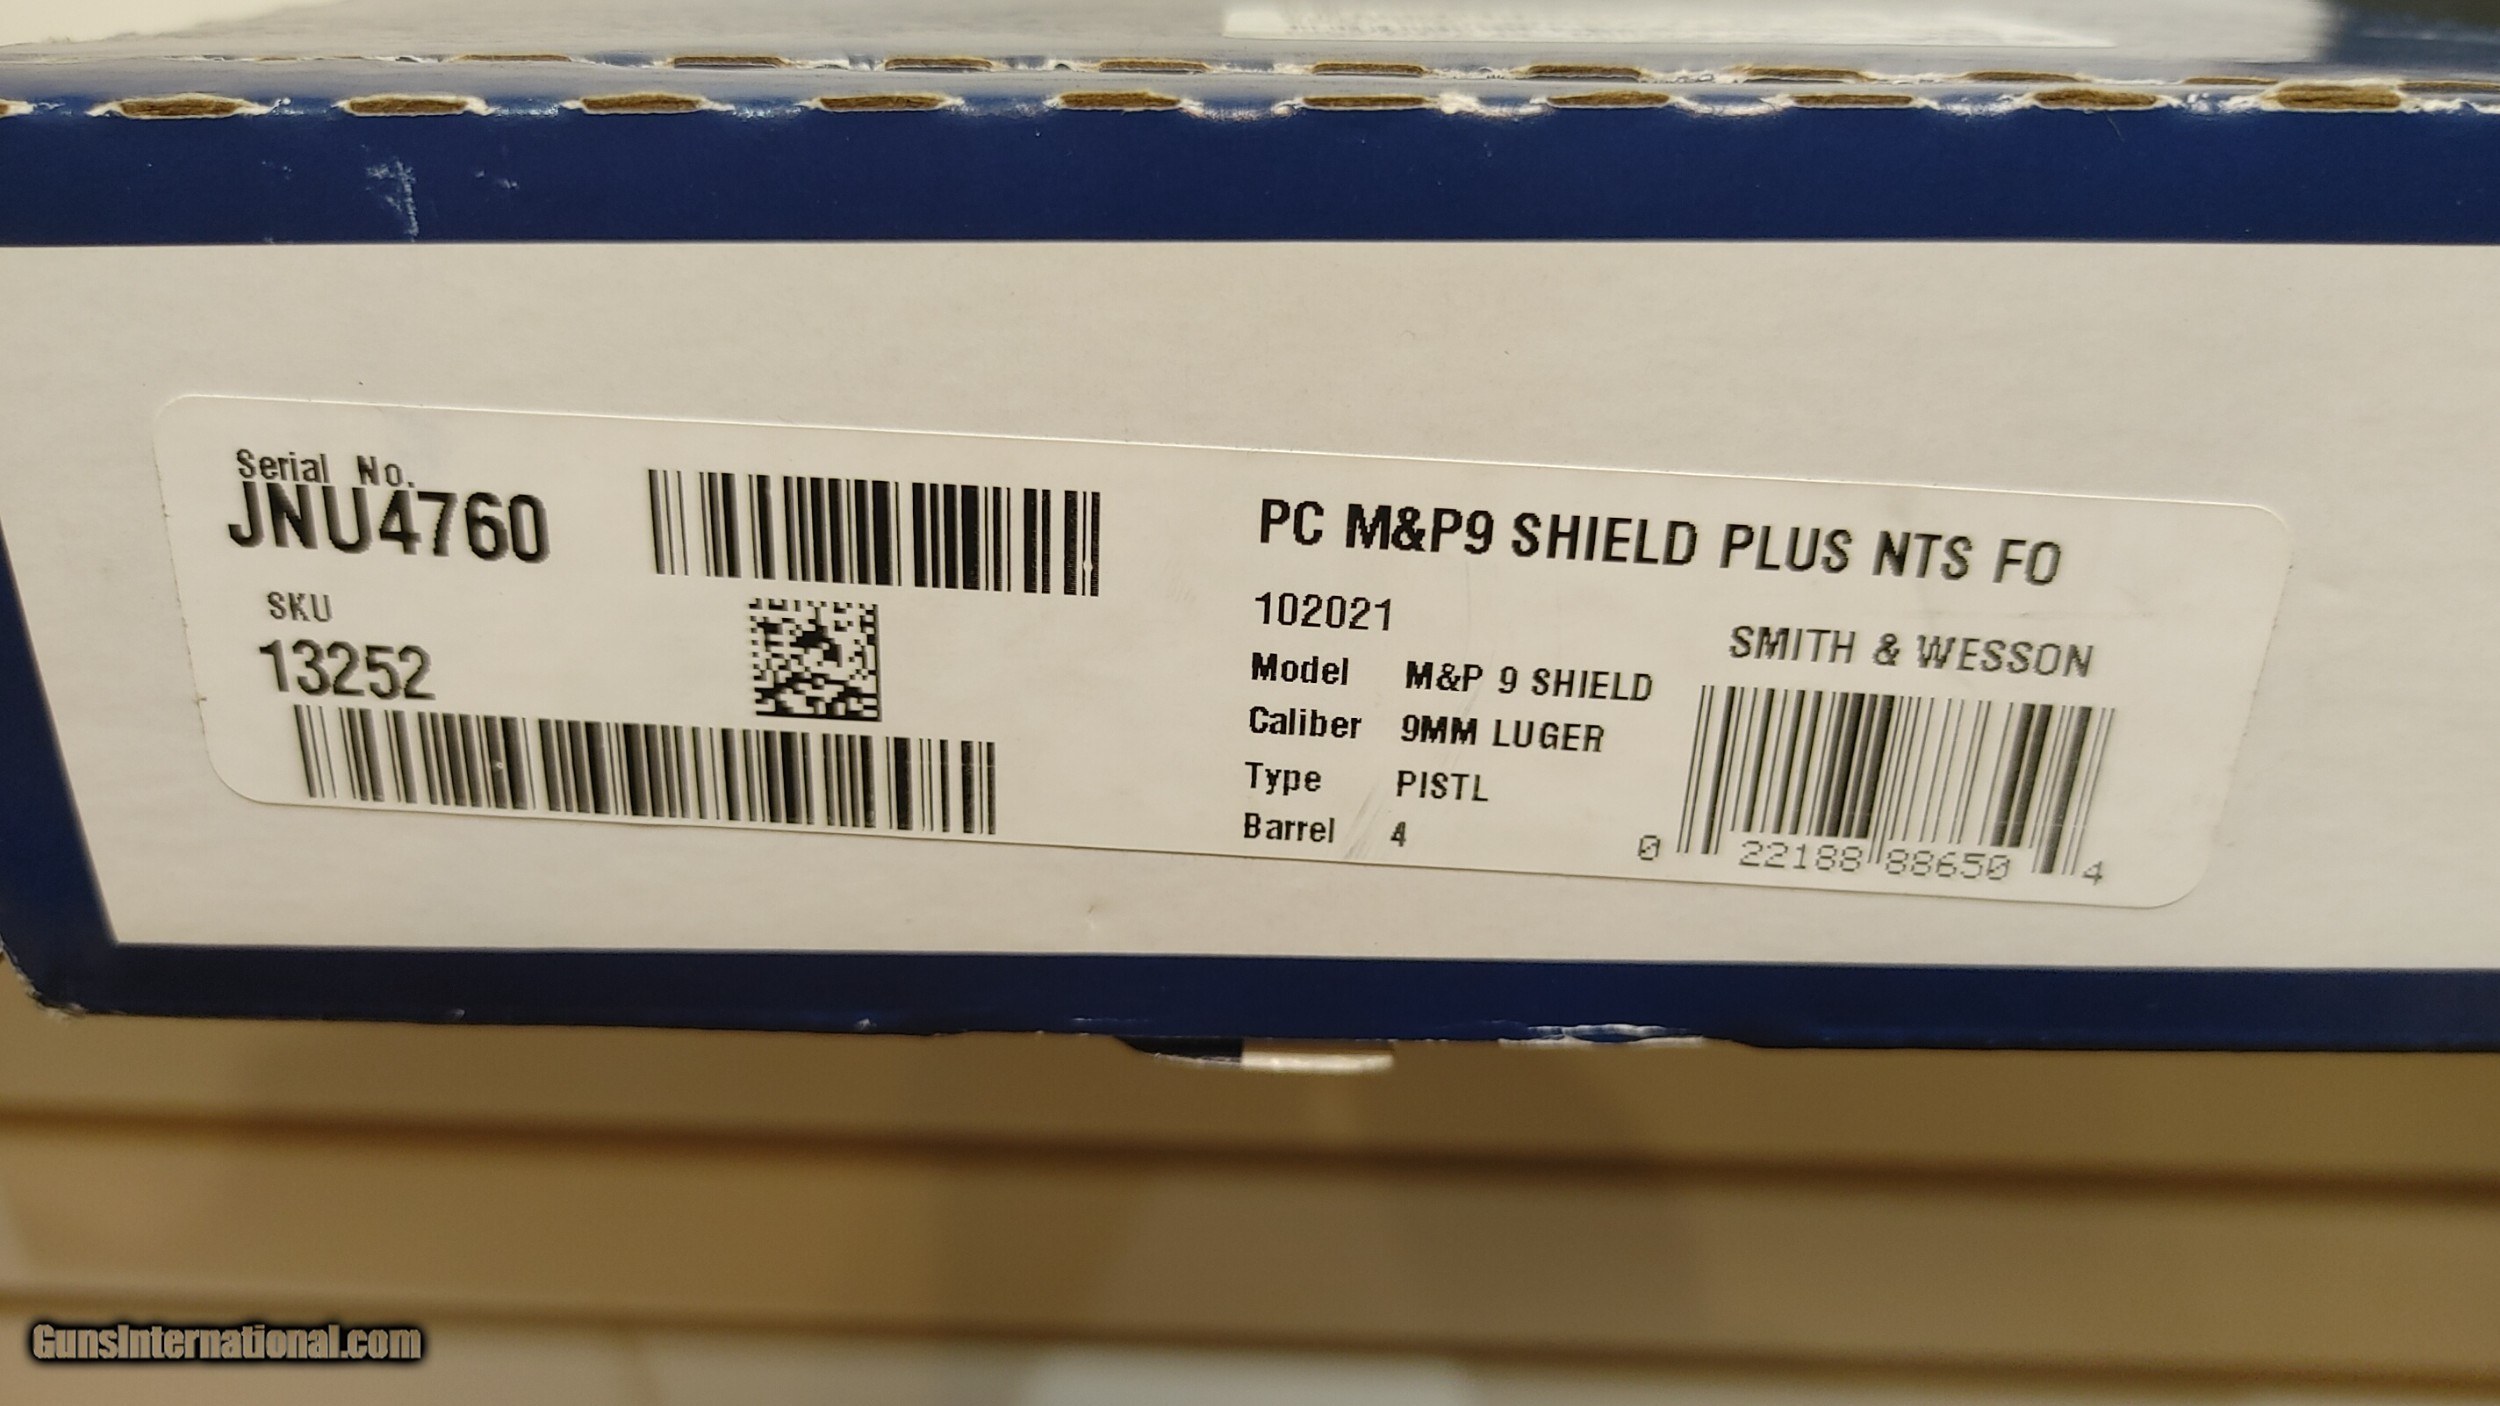 Serial No.
JNU4760
SKU
13252
PC M&P9 SHIELD PLUS NTS FO
102021
SMITH & WESSON
Model M&P 9 SHIELD
Caliber 9MM LUGER
Type PISTL
Barrel 4
0 22188 88650 4
GunsInternational.com